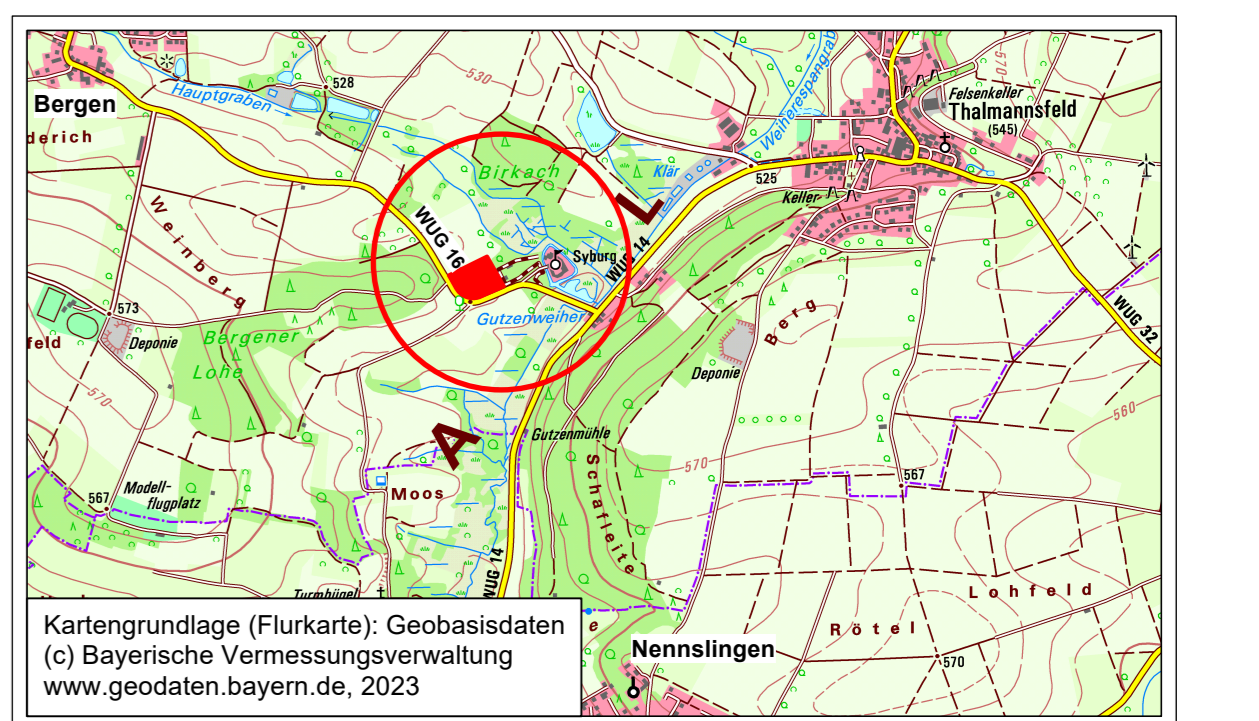 Bergen
Hauptgraben
528
530
Weiherespangrab
570
Felsenkeller
Thalmannsfeld
(545)
derich
Birkach
Klär
525
Keller
Weinberg
WUG 16
L
Syburg
WUG 14
573
feld
Deponie
Bergener
Lohe
Gutzenweiher
Berg
Deponie
WUG 32
570
560
A
Gutzenmühle
Schafleite
570
567
Modell-
flugplatz
567
Moos
WUG 14
Turmhügel
Lohfeld
Rötel
570
e
Nennslingen
Kartengrundlage (Flurkarte): Geobasisdaten
(c) Bayerische Vermessungsverwaltung
www.geodaten.bayern.de, 2023